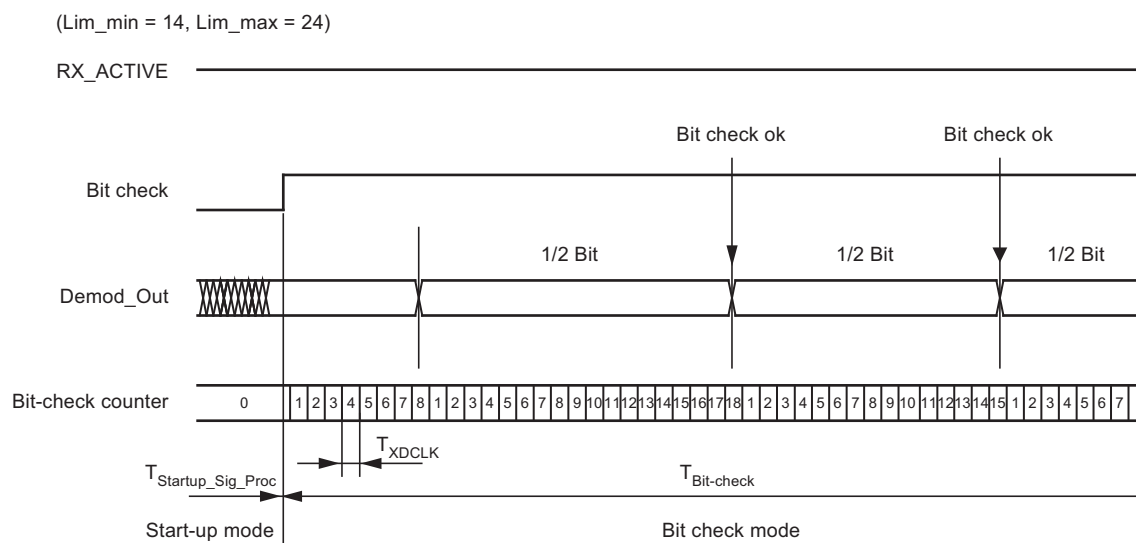 (Lim_min = 14, Lim_max = 24)
RX_ACTIVE
Bit check ok Bit check ok
Bit check
1/2 Bit 1/2 Bit 1/2 Bit
Demod_Out
Bit-check counter 0 1 2 3 4 5 6 7 8 1 2 3 4 5 6 7 8 9 10 11 12 13 14 15 16 17 18 1 2 3 4 5 6 7 8 9 10 11 12 13 14 15 1 2 3 4 5 6 7
TXDCLK
TStartup_Sig_Proc TBit-check
Start-up mode Bit check mode